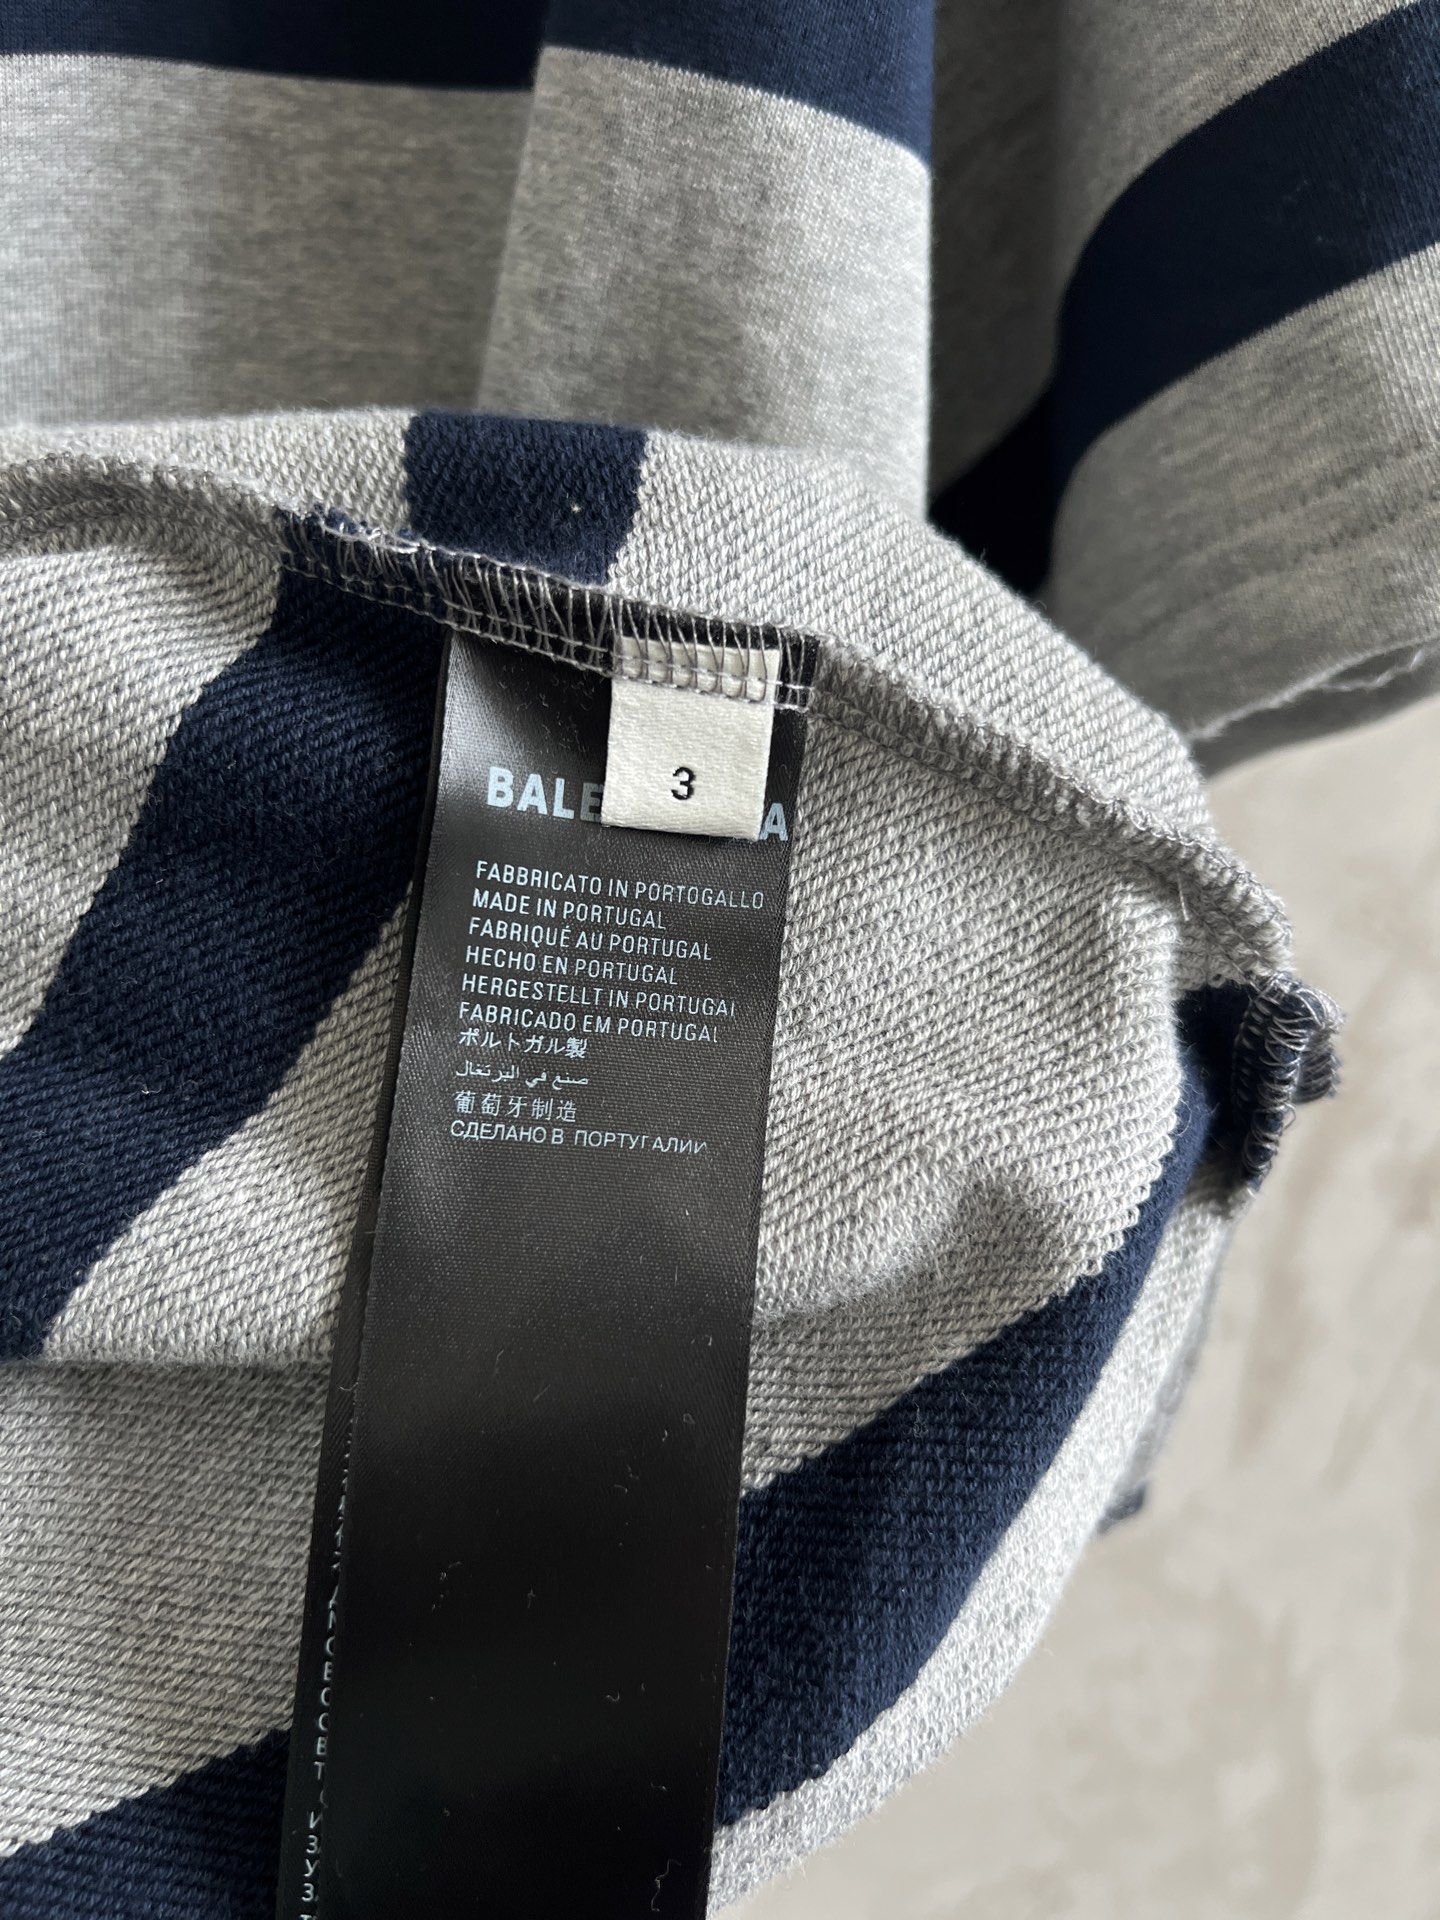 3
BALE A
FABBRICATO IN PORTOGALLO
MADE IN PORTUGAL
FABRIQUÉ AU PORTUGAL
HECHO EN PORTUGAL
HERGESTELLT IN PORTUGAL
FABRICADO EM PORTUGAL
ポルトガル製
صنع في البرتغال
葡萄牙制造
СДЕЛАНО В ПОРТУГАЛИИ